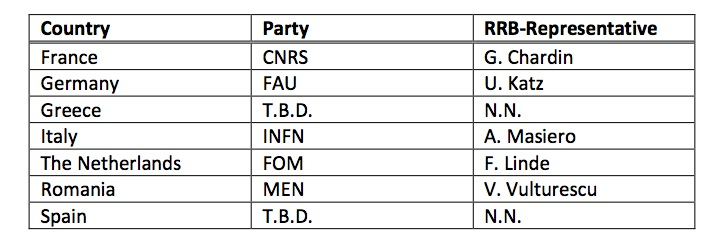 Country Party RRB-Representative
France CNRS G. Chardin
Germany FAU U. Katz
Greece T.B.D. N.N.
Italy INFN A. Masiero
The Netherlands FOM F. Linde
Romania MEN V. Vulturescu
Spain T.B.D. N.N.